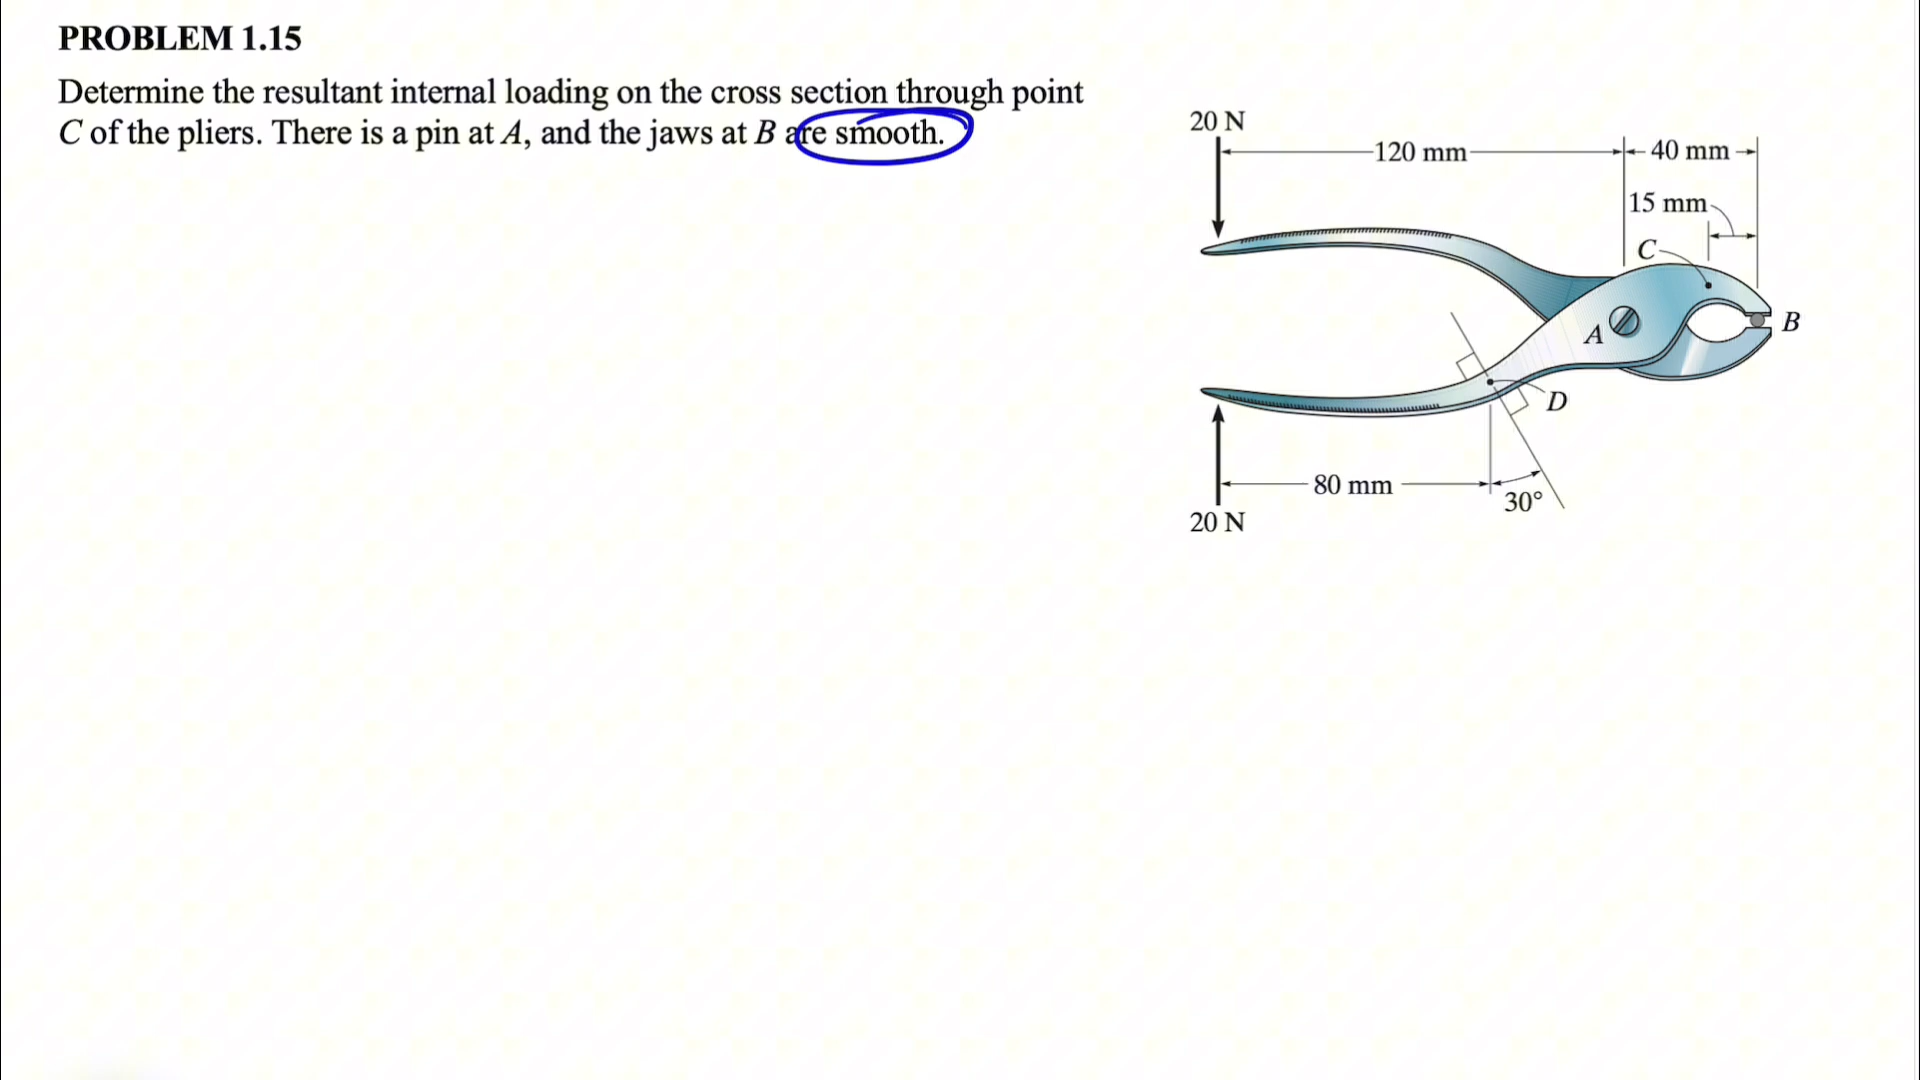 PROBLEM 1.15
Determine the resultant internal loading on the cross section through point
C of the pliers. There is a pin at A, and the jaws at B are smooth.
20 N
120 mm
40 mm
15 mm
C
A
B
D
80 mm
30°
20 N